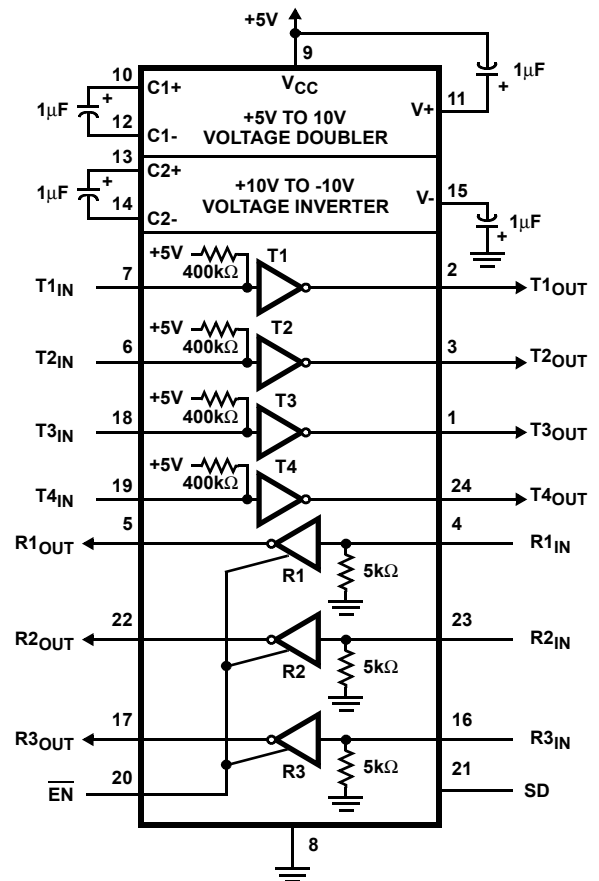 +5V
9
10
C1+
VCC
1µF
1µF
+
12
C1-
+5V TO 10V
VOLTAGE DOUBLER
V+
11
+
13
C2+
1µF
+
14
C2-
+10V TO -10V
VOLTAGE INVERTER
V-
15
1µF
+
T1IN
7
+5V
400kΩ
T1
2
T1OUT
T2IN
6
+5V
400kΩ
T2
3
T2OUT
T3IN
18
+5V
400kΩ
T3
1
T3OUT
T4IN
19
+5V
400kΩ
T4
24
T4OUT
R1OUT
5
R1
5kΩ
4
R1IN
R2OUT
22
R2
5kΩ
23
R2IN
R3OUT
17
R3
5kΩ
16
R3IN
EN
20
21
SD
8